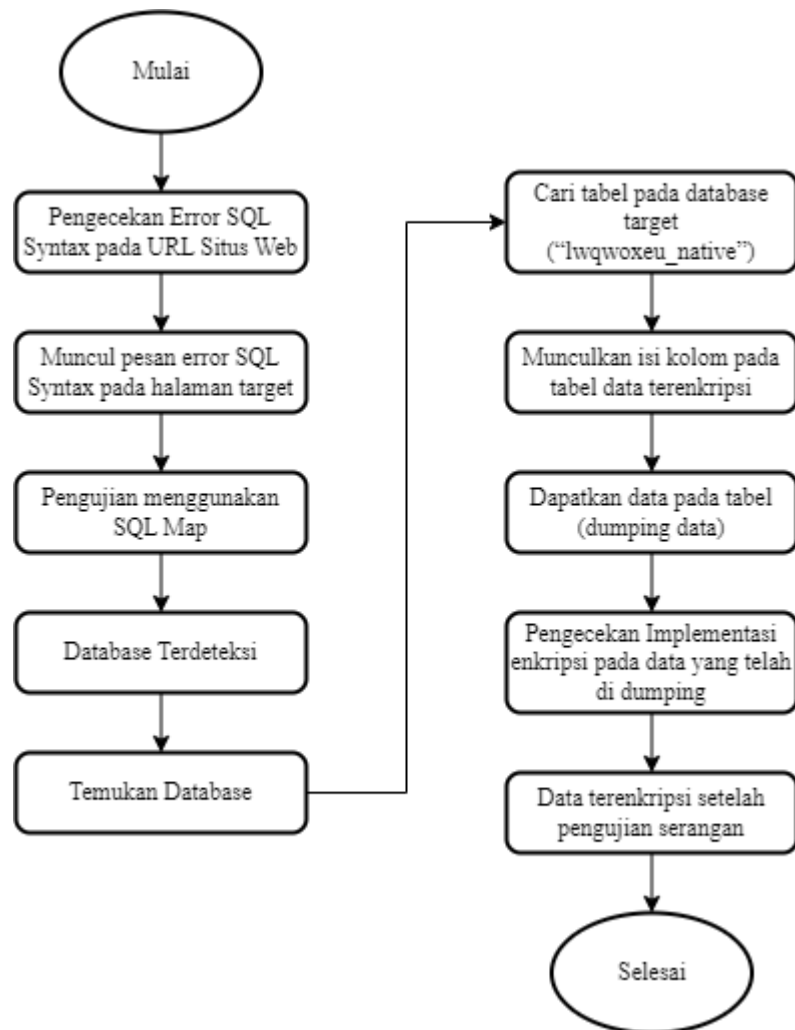 Mulai
Pengecekan Error SQL
Syntax pada URL Situs Web
Muncul pesan error SQL
Syntax pada halaman target
Pengujian menggunakan
SQL Map
Database Terdeteksi
Temukan Database
Cari tabel pada database
target
(“lwqwoxeu_native”)
Munculkan isi kolom pada
tabel data terenkripsi
Dapatkan data pada tabel
(dumping data)
Pengecekan Implementasi
enkripsi pada data yang telah
di dumping
Data terenkripsi setelah
pengujian serangan
Selesai